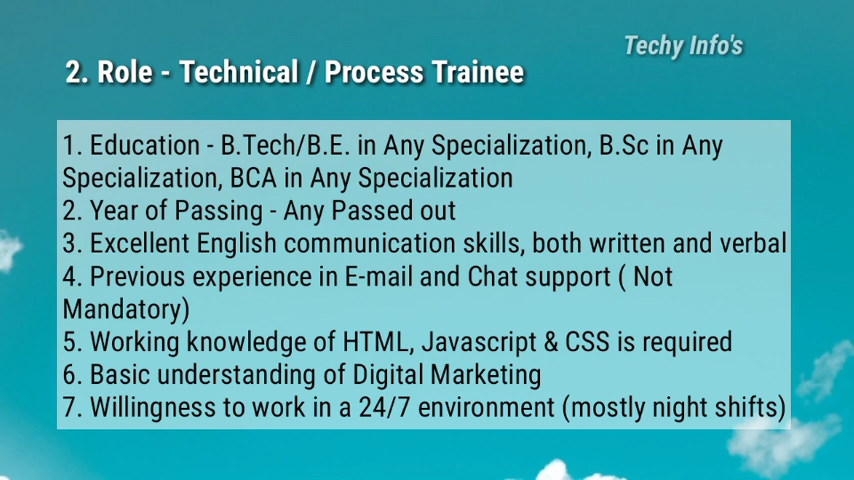 Techy Info's
2. Role - Technical / Process Trainee
1. Education - B.Tech/B.E. in Any Specialization, B.Sc in Any
Specialization, BCA in Any Specialization
2. Year of Passing - Any Passed out
3. Excellent English communication skills, both written and verbal
4. Previous experience in E-mail and Chat support ( Not
Mandatory)
5. Working knowledge of HTML, Javascript & CSS is required
6. Basic understanding of Digital Marketing
7. Willingness to work in a 24/7 environment (mostly night shifts)